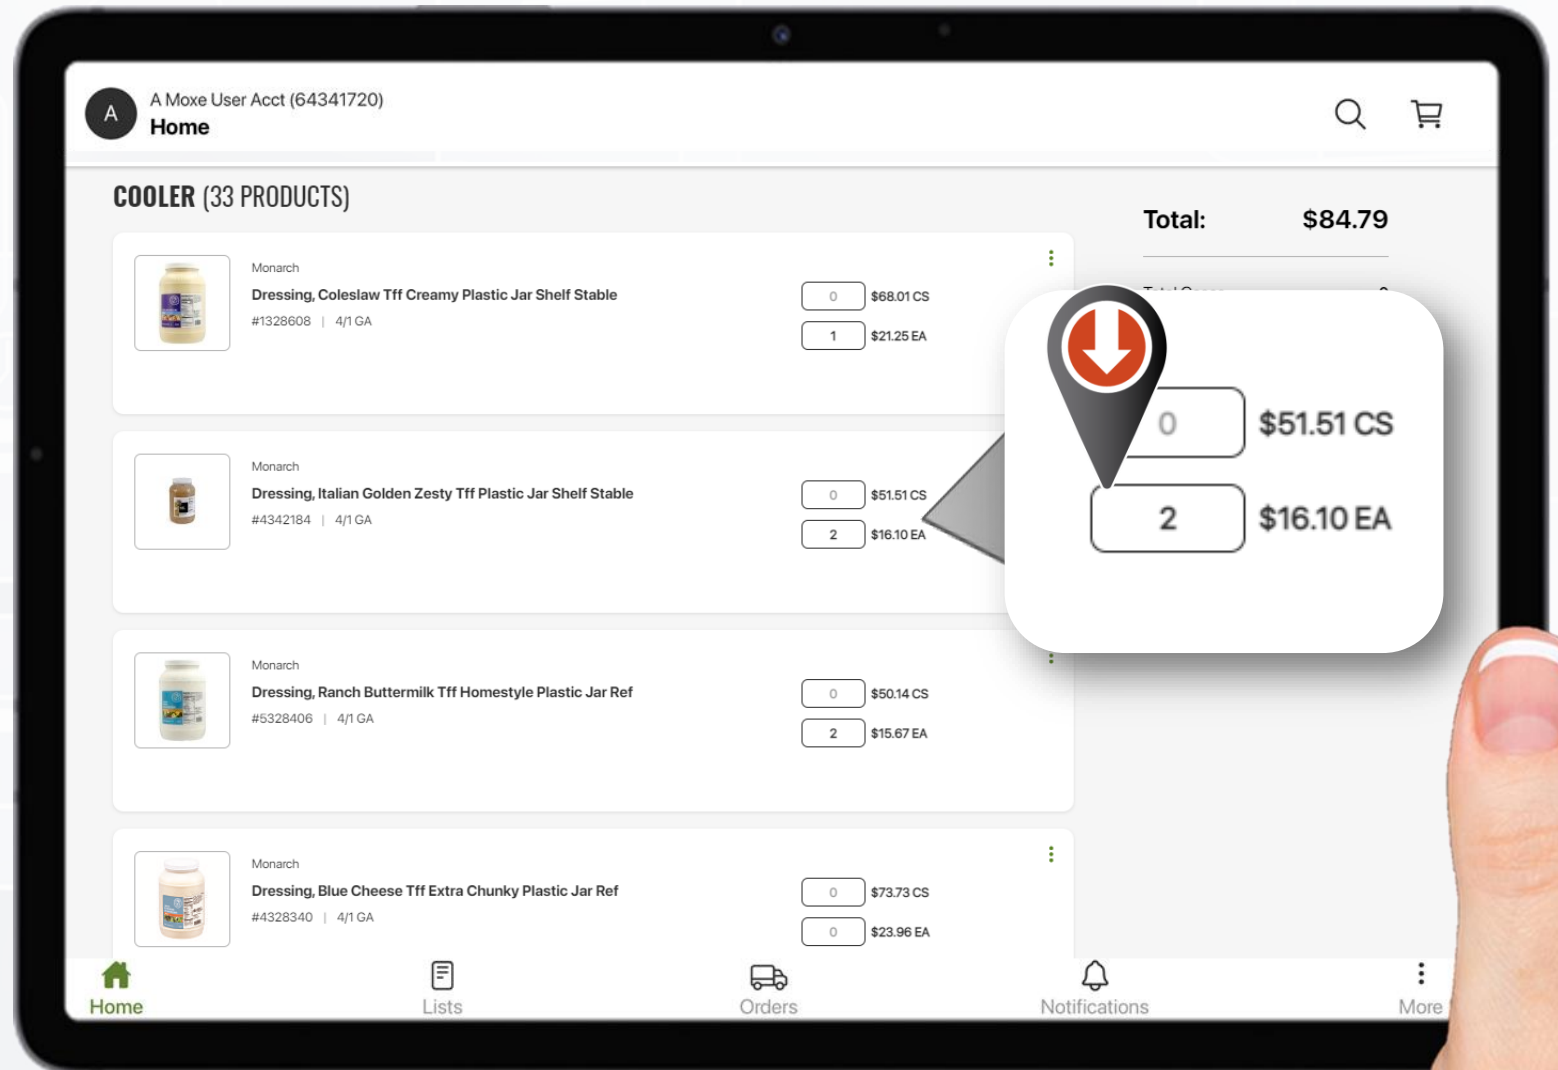 A
A Moxe User Acct (64341720)
Home
COOLER (33 PRODUCTS)
Total: $84.79
Monarch
Dressing, Coleslaw Tff Creamy Plastic Jar Shelf Stable
#1328608 | 4/1 GA
0 $68.01 CS
1 $21.25 EA
0 $51.51 CS
2 $16.10 EA
Monarch
Dressing, Italian Golden Zesty Tff Plastic Jar Shelf Stable
#4342184 | 4/1 GA
0 $51.51 CS
2 $16.10 EA
Monarch
Dressing, Ranch Buttermilk Tff Homestyle Plastic Jar Ref
#5328406 | 4/1 GA
0 $50.14 CS
2 $15.67 EA
Monarch
Dressing, Blue Cheese Tff Extra Chunky Plastic Jar Ref
#4328340 | 4/1 GA
0 $73.73 CS
0 $23.96 EA
Home Lists Orders Notifications More